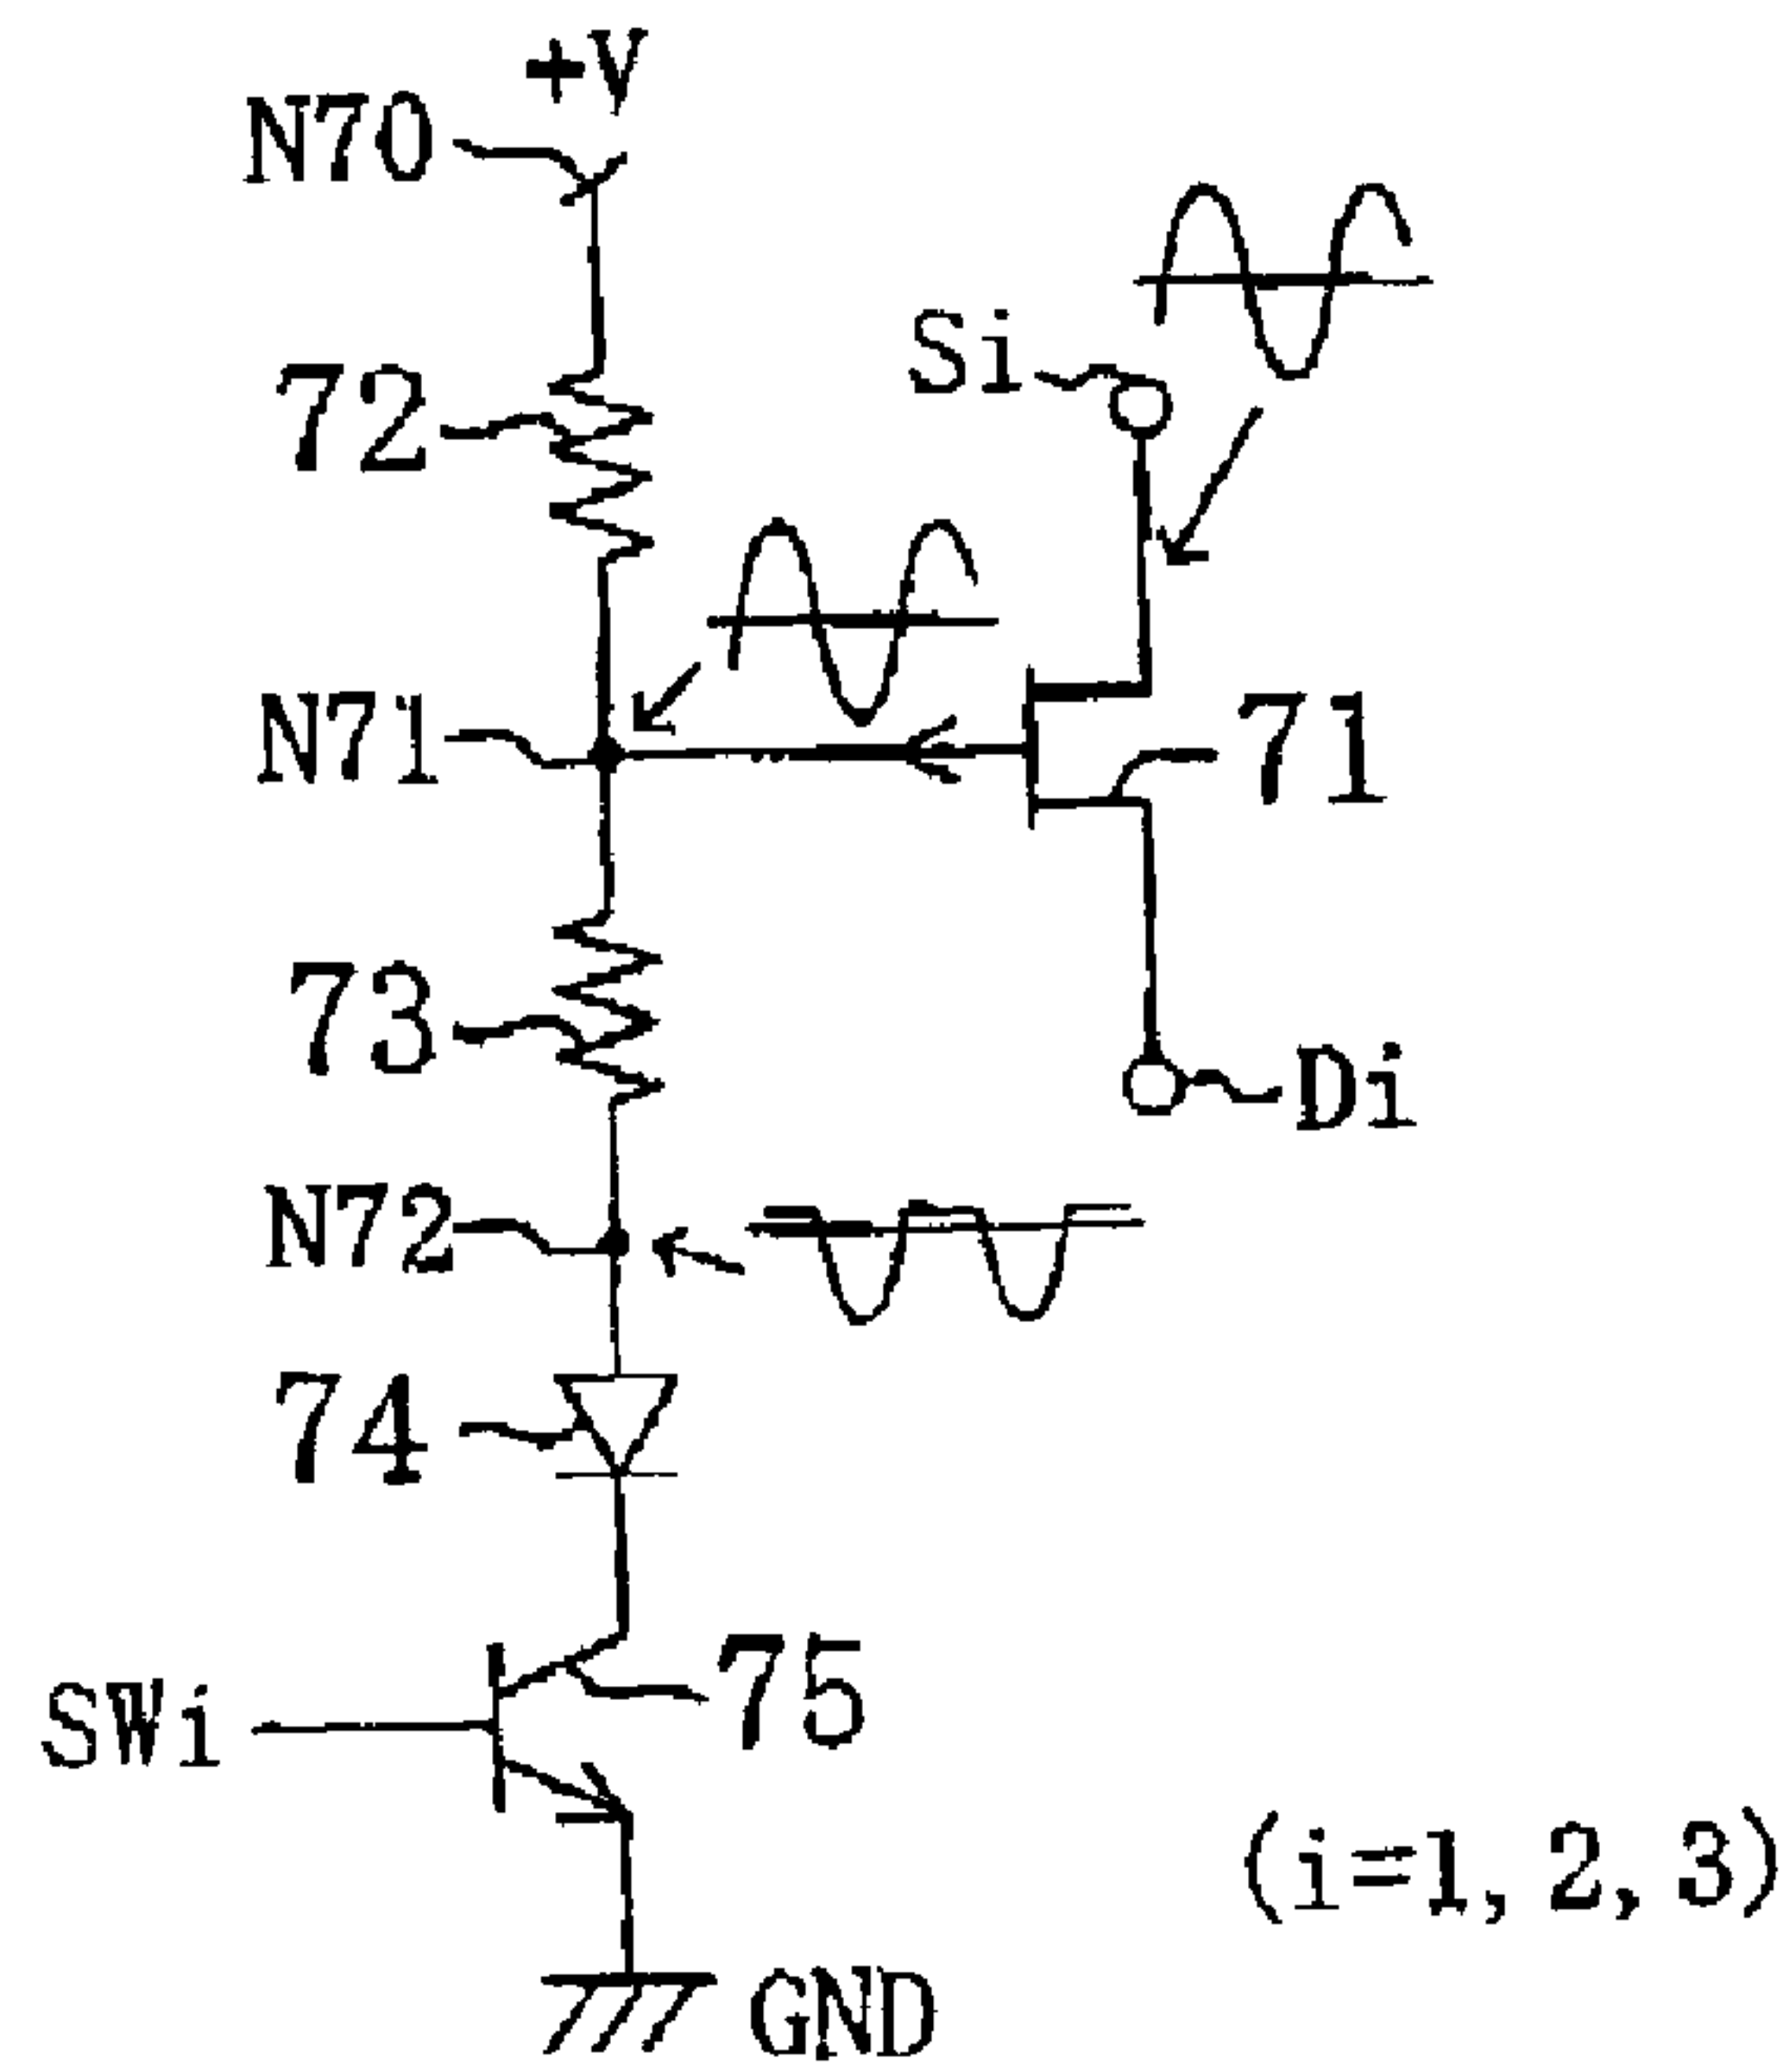 +V
N70
Si
72
N71
71
73
Di
N72
74
75
SWi
(i=1, 2, 3)
GND